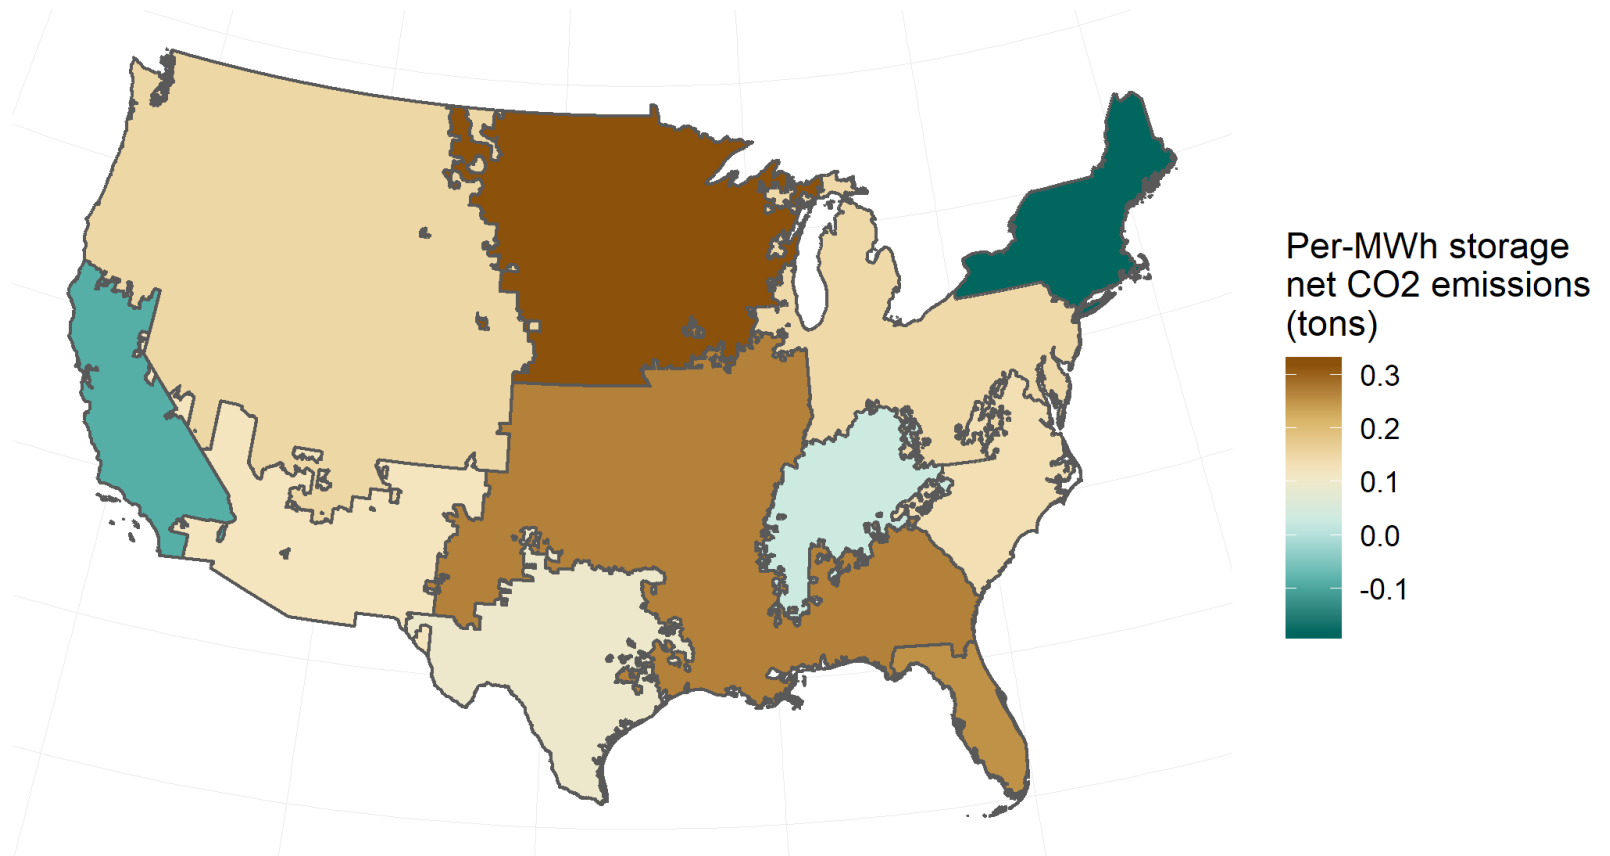 Per-MWh storage
net CO2 emissions
(tons)
0.3
0.2
0.1
0.0
-0.1